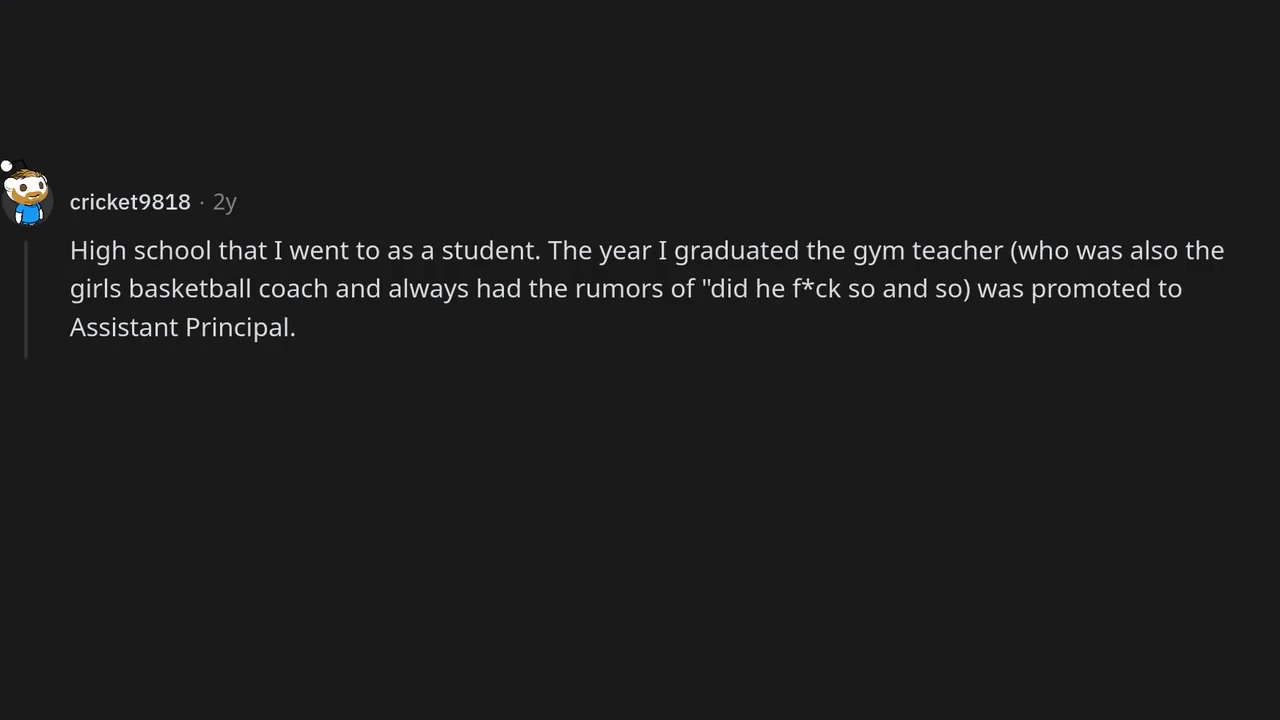 cricket9818 · 2y
High school that I went to as a student. The year I graduated the gym teacher (who was also the
girls basketball coach and always had the rumors of "did he f*ck so and so) was promoted to
Assistant Principal.